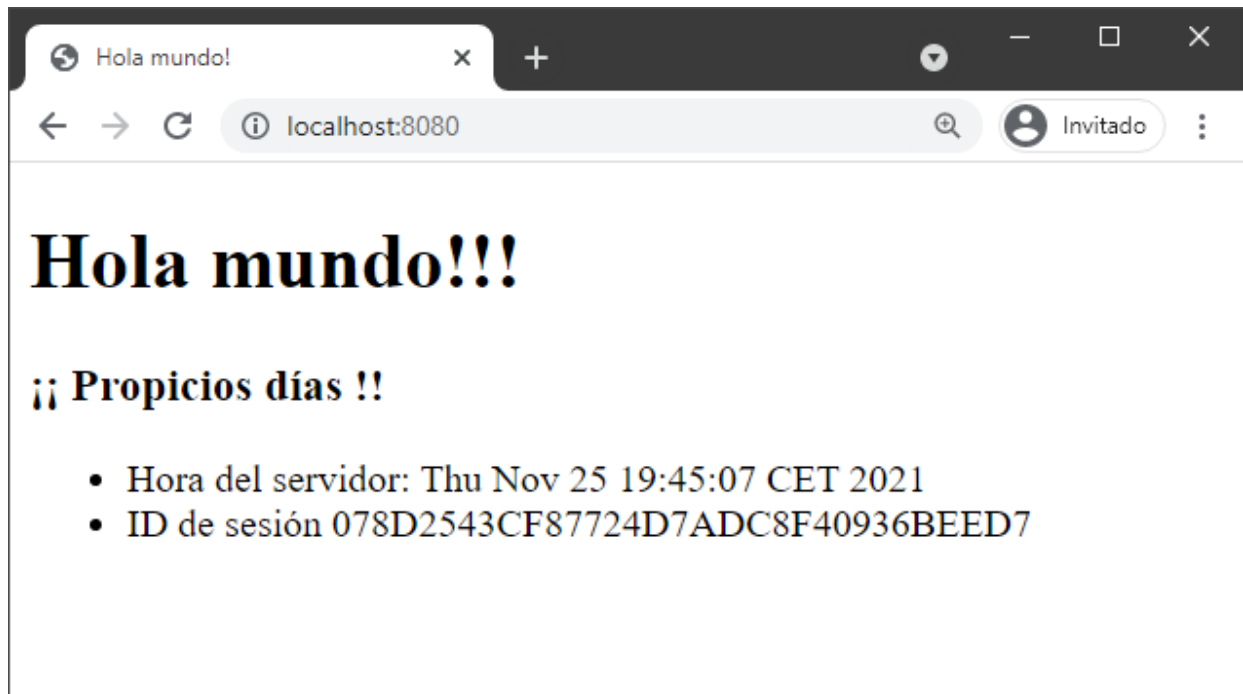 Hola mundo!
localhost:8080
Invitado
Hola mundo!!!
¡¡ Propicios días !!
Hora del servidor: Thu Nov 25 19:45:07 CET 2021
ID de sesión 078D2543CF87724D7ADC8F40936BEED7